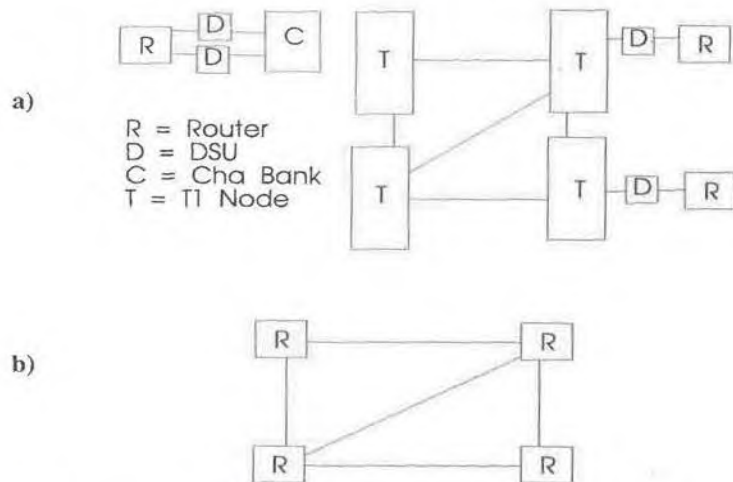 a)
R
D
D
C
T
T
D
R
R = Router
D = DSU
C = Cha Bank
T = T1 Node
T
T
D
R
b)
R
R
R
R